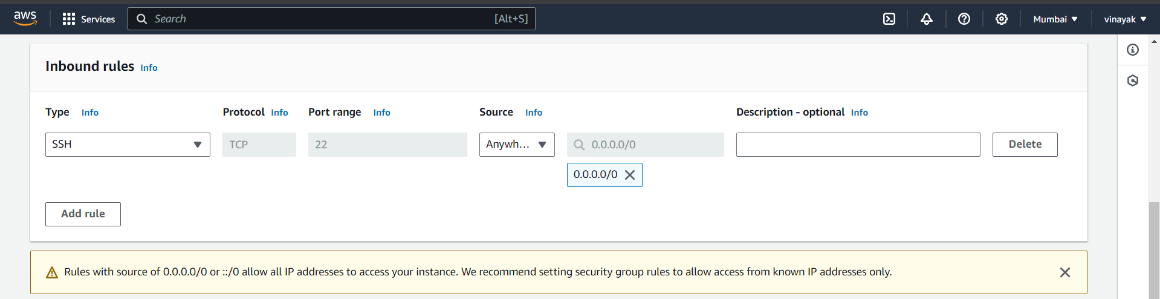 aws Services Search [Alt+S] Mumbai vinayak
Inbound rules Info
Type Info Protocol Info Port range Info Source Info Description - optional Info
SSH TCP 22 Anywh... 0.0.0.0/0 Delete
0.0.0.0/0
Add rule
Rules with source of 0.0.0.0/0 or ::/0 allow all IP addresses to access your instance. We recommend setting security group rules to allow access from known IP addresses only.